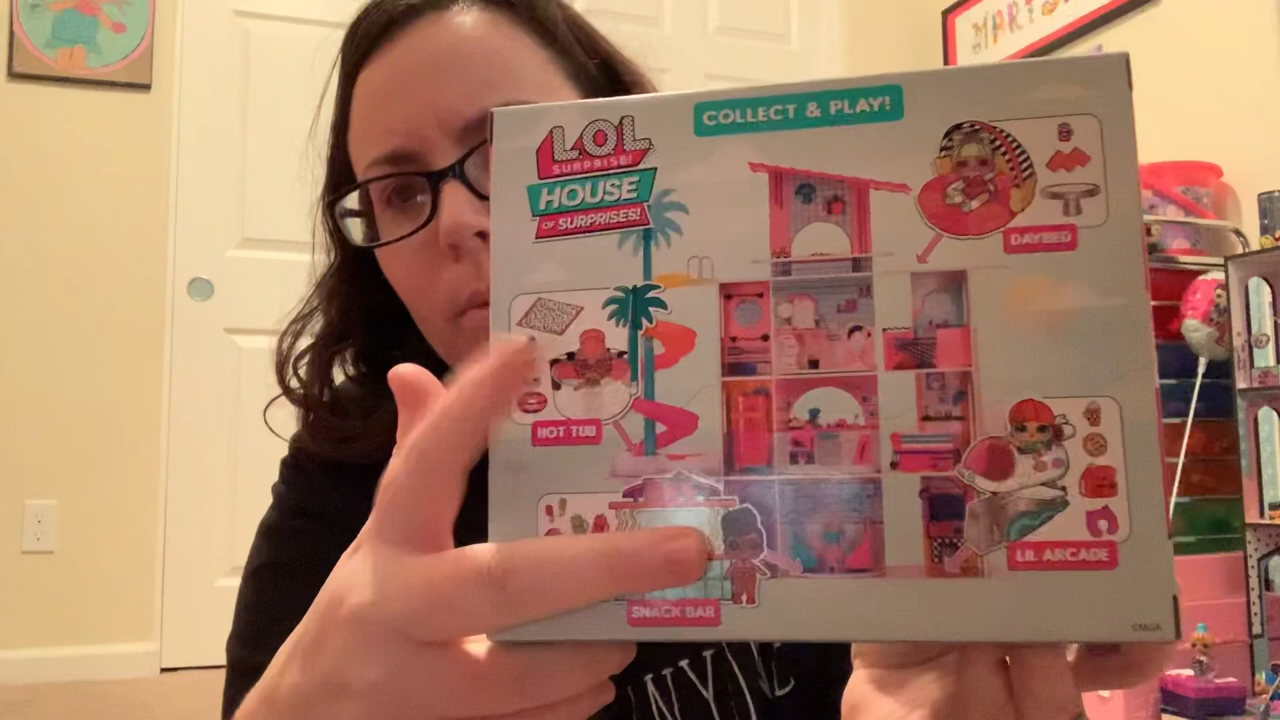 COLLECT & PLAY!
L.O.L.
SURPRISE!
HOUSE
OF SURPRISES!
DAYBED
HOT TUB
LIL ARCADE
SNACK BAR
©MGA